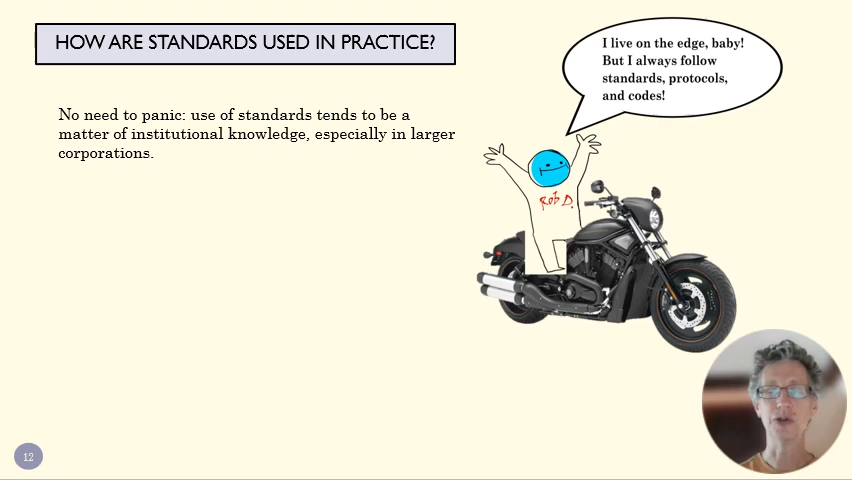 HOW ARE STANDARDS USED IN PRACTICE?
No need to panic: use of standards tends to be a
matter of institutional knowledge, especially in larger
corporations.
I live on the edge, baby!
But I always follow
standards, protocols,
and codes!
Rob D.
12